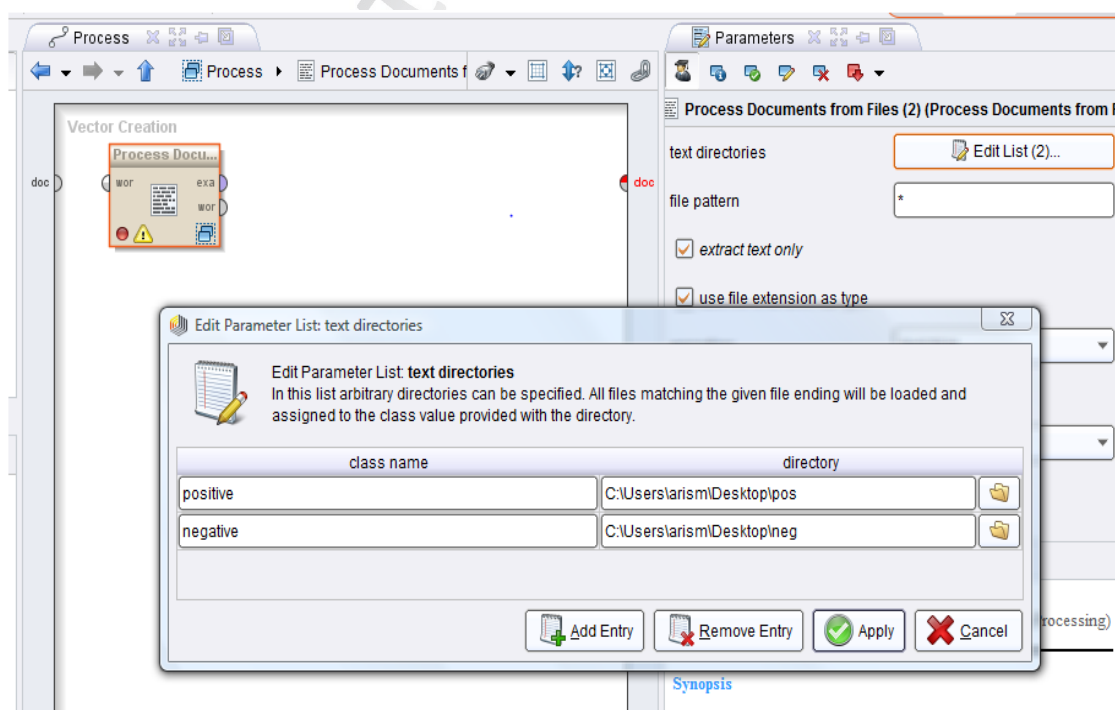 Process
Parameters
Process
Process Documents f
Process Documents from Files (2) (Process Documents from F
Vector Creation
Process Docu...
doc
wor
exa
wor
doc
text directories
Edit List (2)...
file pattern
*
extract text only
use file extension as type
Edit Parameter List: text directories
Edit Parameter List: text directories
In this list arbitrary directories can be specified. All files matching the given file ending will be loaded and
assigned to the class value provided with the directory.
class name
directory
positive
C:\Users\arism\Desktop\pos
negative
C:\Users\arism\Desktop\neg
Add Entry
Remove Entry
Apply
Cancel
rocessing)
Synopsis